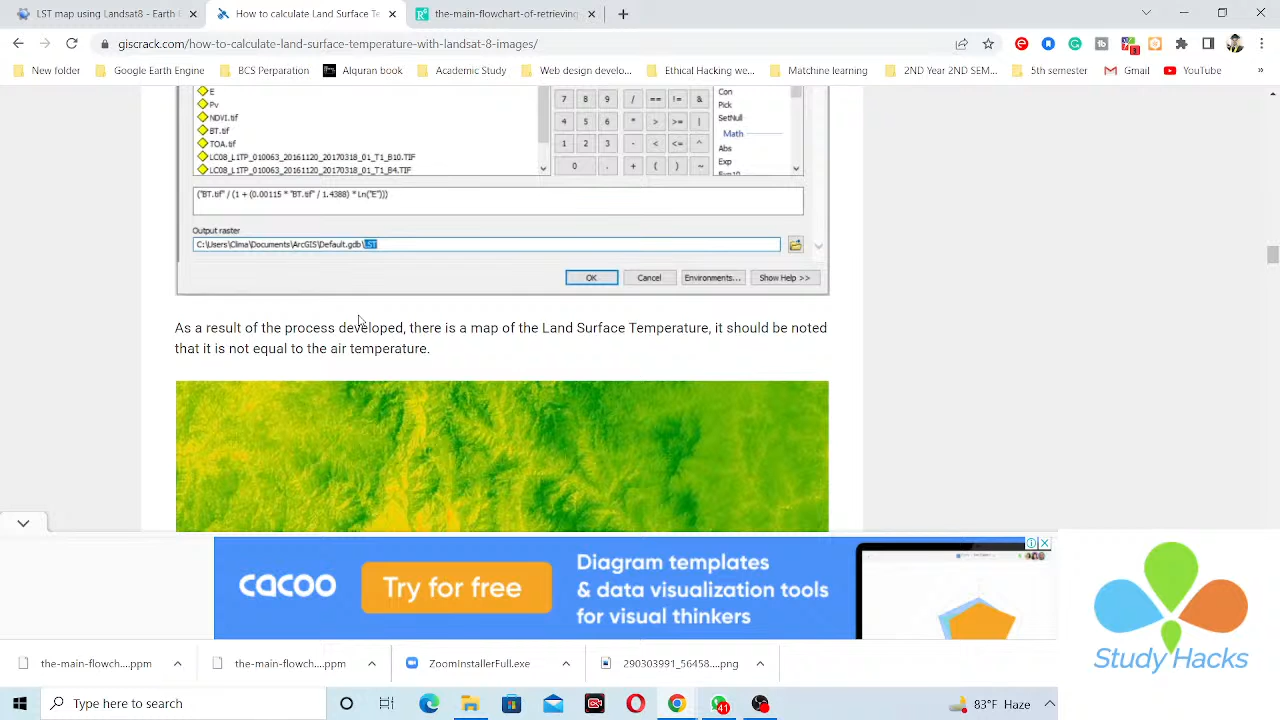 LST map using Landsat8 - Earth E
How to calculate Land Surface Te
the-main-flowchart-of-retrieving
giscrack.com/how-to-calculate-land-surface-temperature-with-landsat-8-images/
New folder
Google Earth Engine
BCS Perparation
Alquran book
Academic Study
Web deign develo...
Ethical Hacking we...
Matchine learning
2ND Year 2ND SEM...
5th semester
Gmail
YouTube
E
Pv
NDVI.tif
BT.tif
TOA.tif
LC08_L1TP_010063_20161120_20170318_01_T1_B10.TIF
LC08_L1TP_010063_20161120_20170318_01_T1_B4.TIF
7 8 9 / == != &
4 5 6 * > >= |
1 2 3 - < <= ^
0 . + ( ) ~
Con
Pick
SetNull
Math
Abs
Exp
Exp10
("BT.tif" / (1 + (0.00115 * "BT.tif" / 1.4388) * Ln("E")))
Output raster
C:\Users\Clima\Documents\ArcGIS\Default.gdb\LST
OK
Cancel
Environments...
Show Help >>
As a result of the process developed, there is a map of the Land Surface Temperature, it should be noted
that it is not equal to the air temperature.
cacoo
Try for free
Diagram templates
& data visualization tools
for visual thinkers
Study Hacks
the-main-flowch....ppm
the-main-flowch....ppm
ZoomInstallerFull.exe
290303991_56458....png
Type here to search
41
83°F Haze